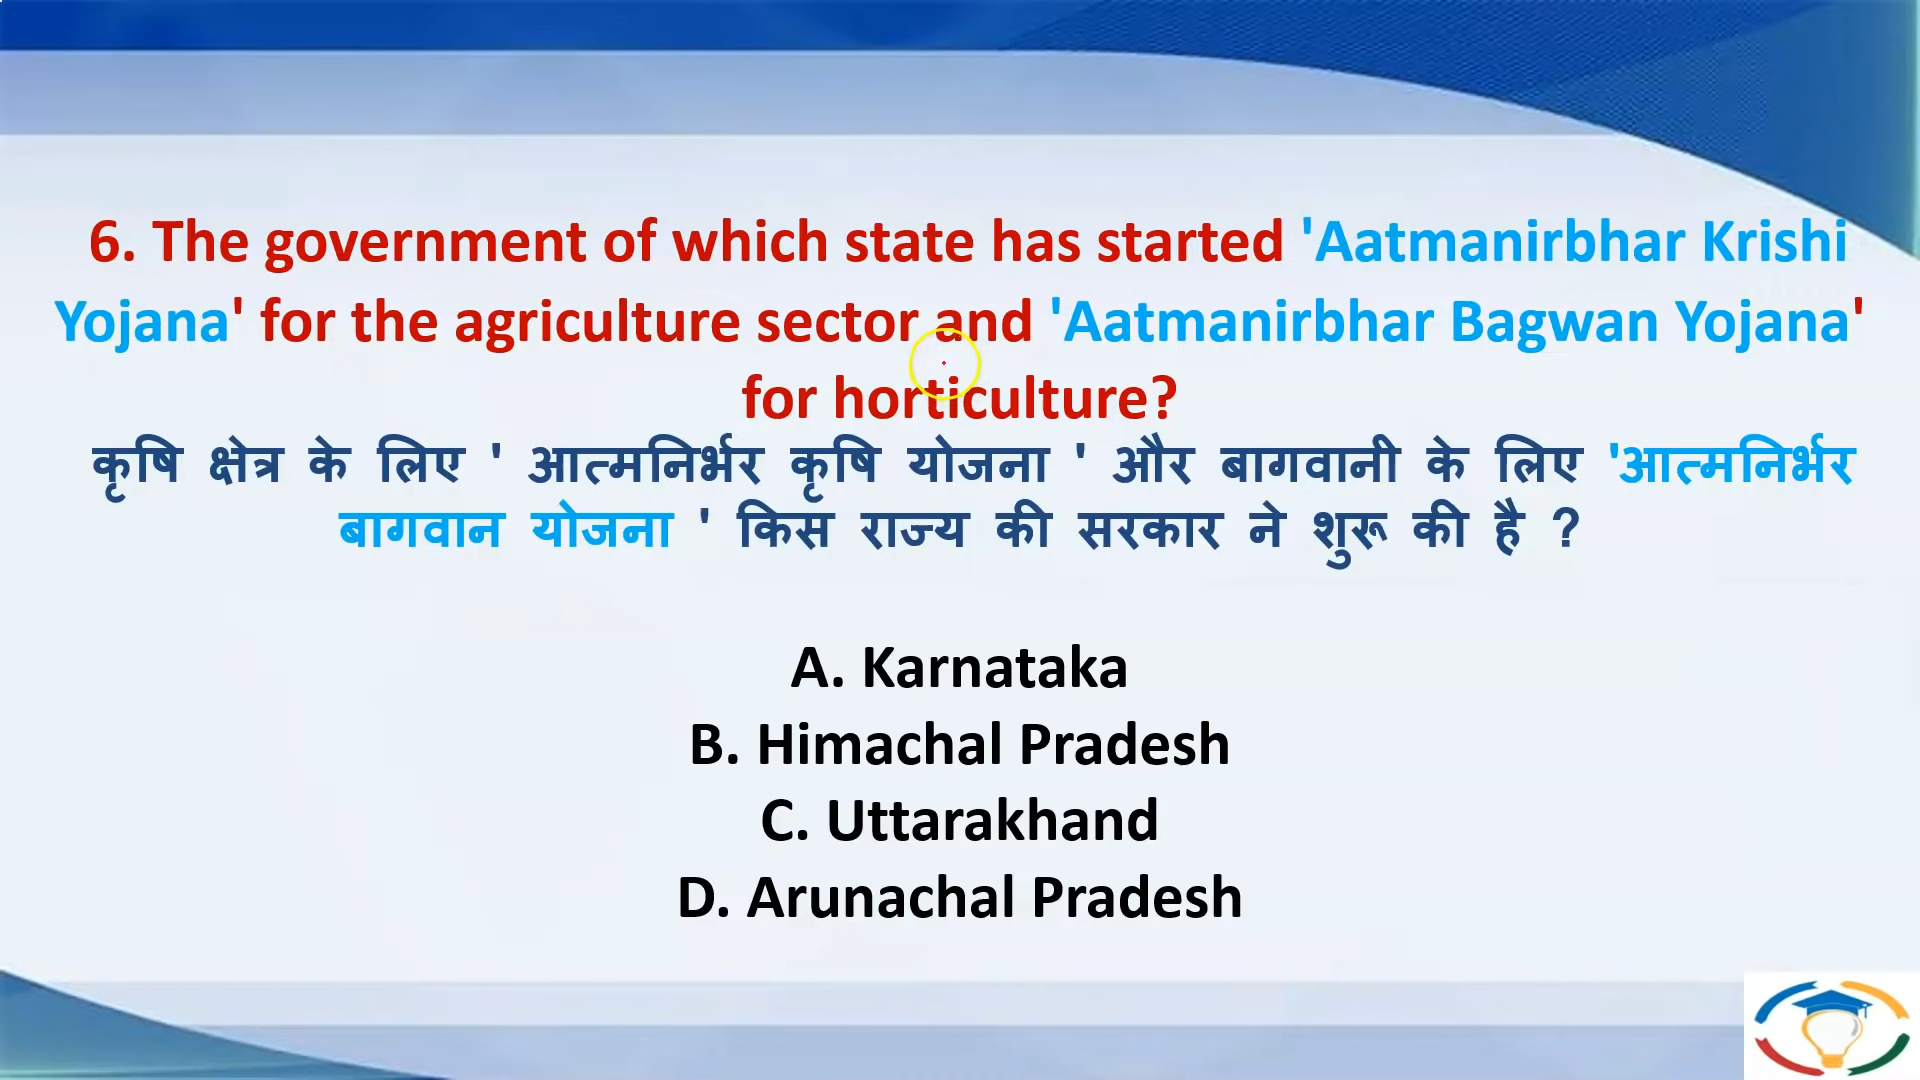 6. The government of which state has started 'Aatmanirbhar Krishi
Yojana' for the agriculture sector and 'Aatmanirbhar Bagwan Yojana'
for horticulture?
कृषि क्षेत्र के लिए ' आत्मनिर्भर कृषि योजना ' और बागवानी के लिए 'आत्मनिर्भर
बागवान योजना ' किस राज्य की सरकार ने शुरू की है ?
A. Karnataka
B. Himachal Pradesh
C. Uttarakhand
D. Arunachal Pradesh